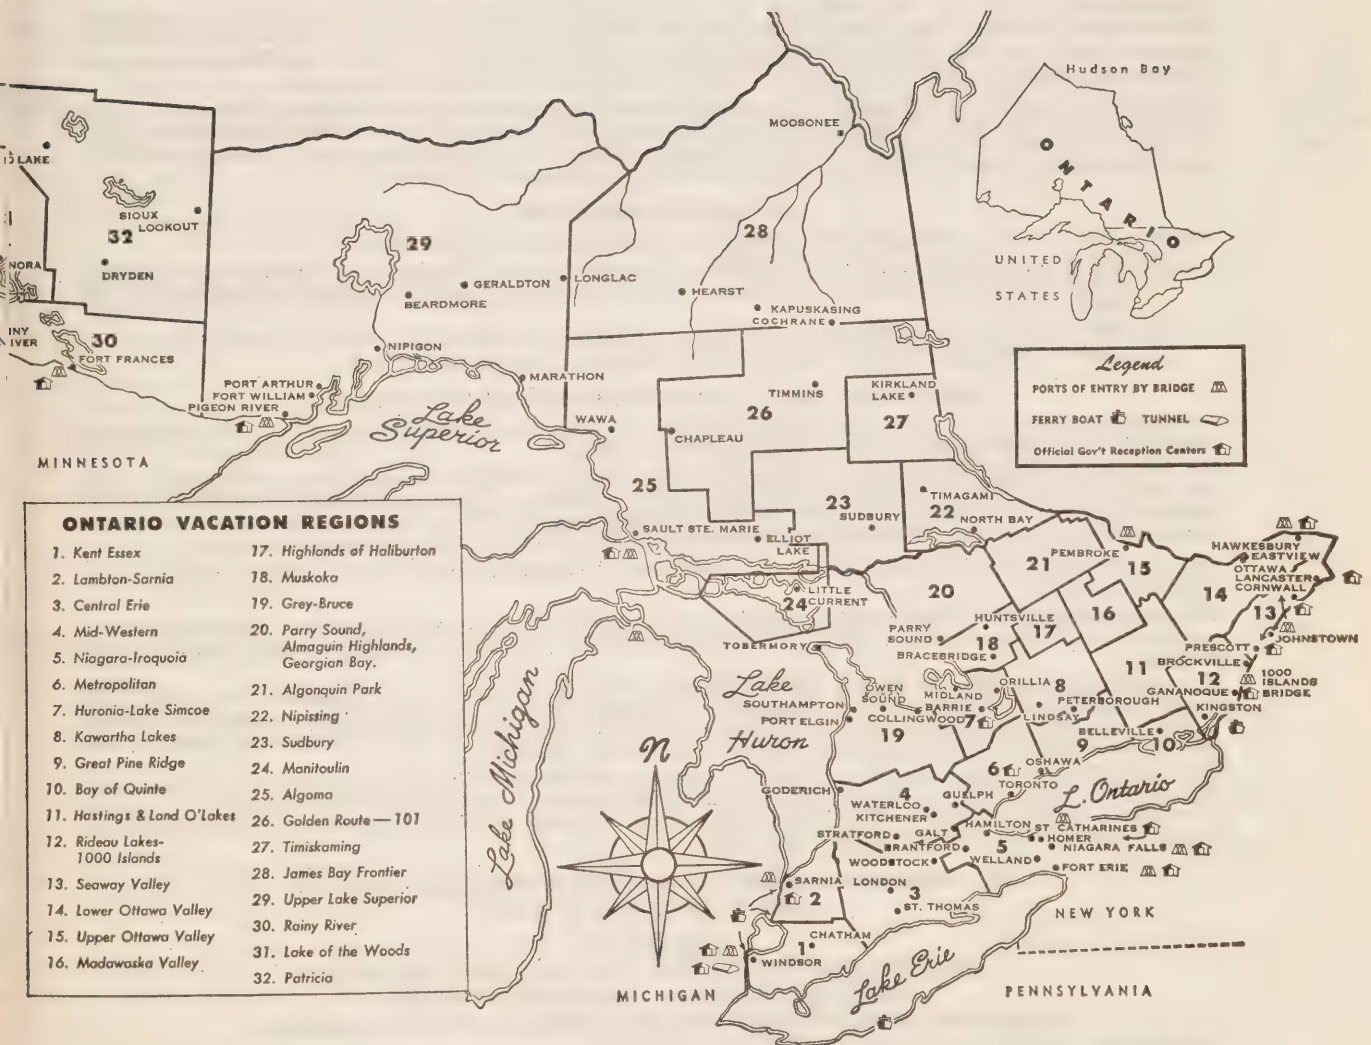 Hudson Bay
ONTARIO
UNITED
STATES
Legend
PORTS OF ENTRY BY BRIDGE
FERRY BOAT TUNNEL
Official Gov't Reception Centers
MOOSONEE
LAKE
SIOUX
LOOKOUT
32
DRYDEN
NORA
INY
IVER
30
FORT FRANCES
29
GERALDTON
BEARDMORE
LONGLAC
NIPIGON
PORT ARTHUR
FORT WILLIAM
PIGEON RIVER
MARATHON
Lake
Superior
MINNESOTA
28
HEARST
KAPUSKASING
COCHRANE
TIMMINS
26
KIRKLAND
LAKE
27
WAWA
CHAPLEAU
25
23
SUDBURY
TIMAGAMI
22
NORTH BAY
SAULT STE. MARIE
ELLIOT
LAKE
24
LITTLE
CURRENT
TOBERMORY
21
PEMBROKE
15
HAWKESBURY
EASTVIEW
OTTAWA
LANCASTER
CORNWALL
14
13
JOHNSTOWN
PRESCOTT
BROCKVILLE
12
1000
ISLANDS
BRIDGE
GANANOQUE
KINGSTON
20
HUNTSVILLE
PARRY
SOUND
18
17
16
11
BRACEBRIDGE
OWEN
SOUND
MIDLAND
BARRIE
ORILLIA
8
PETERBOROUGH
LINDSAY
COLLINGWOOD
7
SOUTHAMPTON
PORT ELGIN
19
BELLEVILLE
10
9
OSHAWA
6
TORONTO
Lake
Huron
Lake Michigan
N
GODERICH
4
GUELPH
WATERLOO
KITCHENER
L. Ontario
STRATFORD
GALT
HAMILTON
ST CATHARINES
HOMER
BRANTFORD
5
NIAGARA FALLS
WOODSTOCK
WELLAND
FORT ERIE
SARNIA
LONDON
2
3
ST. THOMAS
CHATHAM
1
WINDSOR
MICHIGAN
Lake Erie
NEW YORK
PENNSYLVANIA
ONTARIO VACATION REGIONS
1. Kent Essex
2. Lambton-Sarnia
3. Central Erie
4. Mid-Western
5. Niagara-Iroquoia
6. Metropolitan
7. Huronia-Lake Simcoe
8. Kawartha Lakes
9. Great Pine Ridge
10. Bay of Quinte
11. Hastings & Land O'Lakes
12. Rideau Lakes-
1000 Islands
13. Seaway Valley
14. Lower Ottawa Valley
15. Upper Ottawa Valley
16. Madawaska Valley
17. Highlands of Haliburton
18. Muskoka
19. Grey-Bruce
20. Parry Sound,
Almaguin Highlands,
Georgian Bay.
21. Algonquin Park
22. Nipissing
23. Sudbury
24. Manitoulin
25. Algoma
26. Golden Route—101
27. Timiskaming
28. James Bay Frontier
29. Upper Lake Superior
30. Rainy River
31. Lake of the Woods
32. Patricia